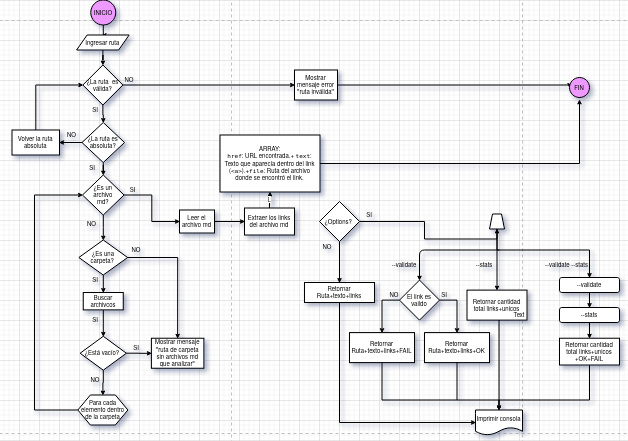 INICIO
Ingresar ruta
¿La ruta es
válida?
NO
SI
Mostrar
mensaje error
"ruta inválida"
FIN
Volver la ruta
absoluta
NO
¿La ruta es
absoluta?
SI
ARRAY:
href: URL encontrada.+ text:
Texto que aparecía dentro del link
(<a>).+file: Ruta del archivo
donde se encontró el link.
¿Es un
archivo
md?
SI
NO
Leer el
archivo md
Extraer los links
del archivo md
L
¿Options?
SI
NO
¿Es una
carpeta?
NO
SI
--validate
--stats
--validate --stats
Buscar
archivcos
SI
Retornar
Ruta+texto+links
NO
El link es
valido
SI
Retornar cantidad
total links+unicos
Text
--validate
--stats
¿Está vacío?
SI
NO
Mostrar mensaje
"ruta de carpeta
sin archivos md
que analizar"
Retornar
Ruta+texto+links+FAIL
Retornar
Ruta+texto+links+OK
Retornar cantidad
total links+unicos
+OK+FAIL
Para cada
elemento dentro
de la carpeta
Imprimir consola